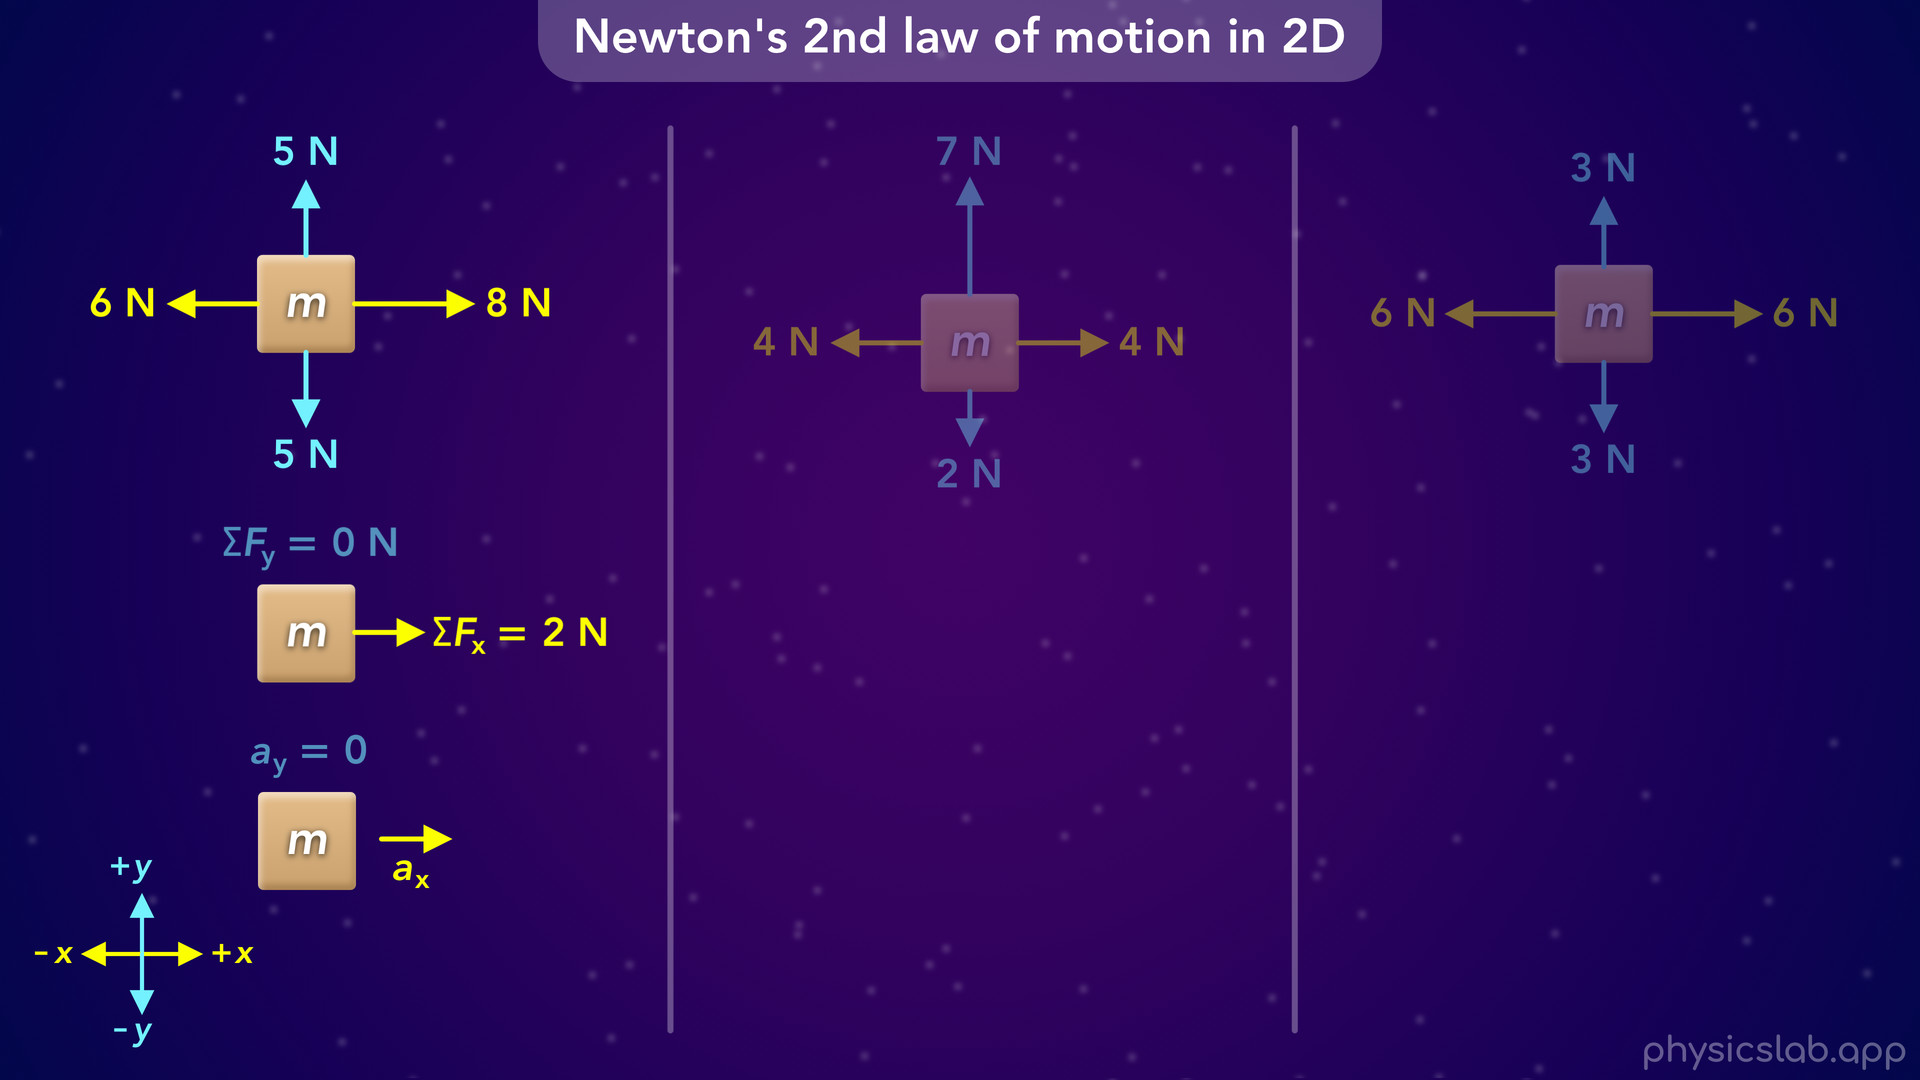 Newton's 2nd law of motion in 2D
5 N
6 N
m
8 N
5 N
ΣFy = 0 N
m
ΣFx = 2 N
ay = 0
m
ax
+y
-x
+x
-y
7 N
4 N
m
4 N
2 N
3 N
6 N
m
6 N
3 N
physicslab.app